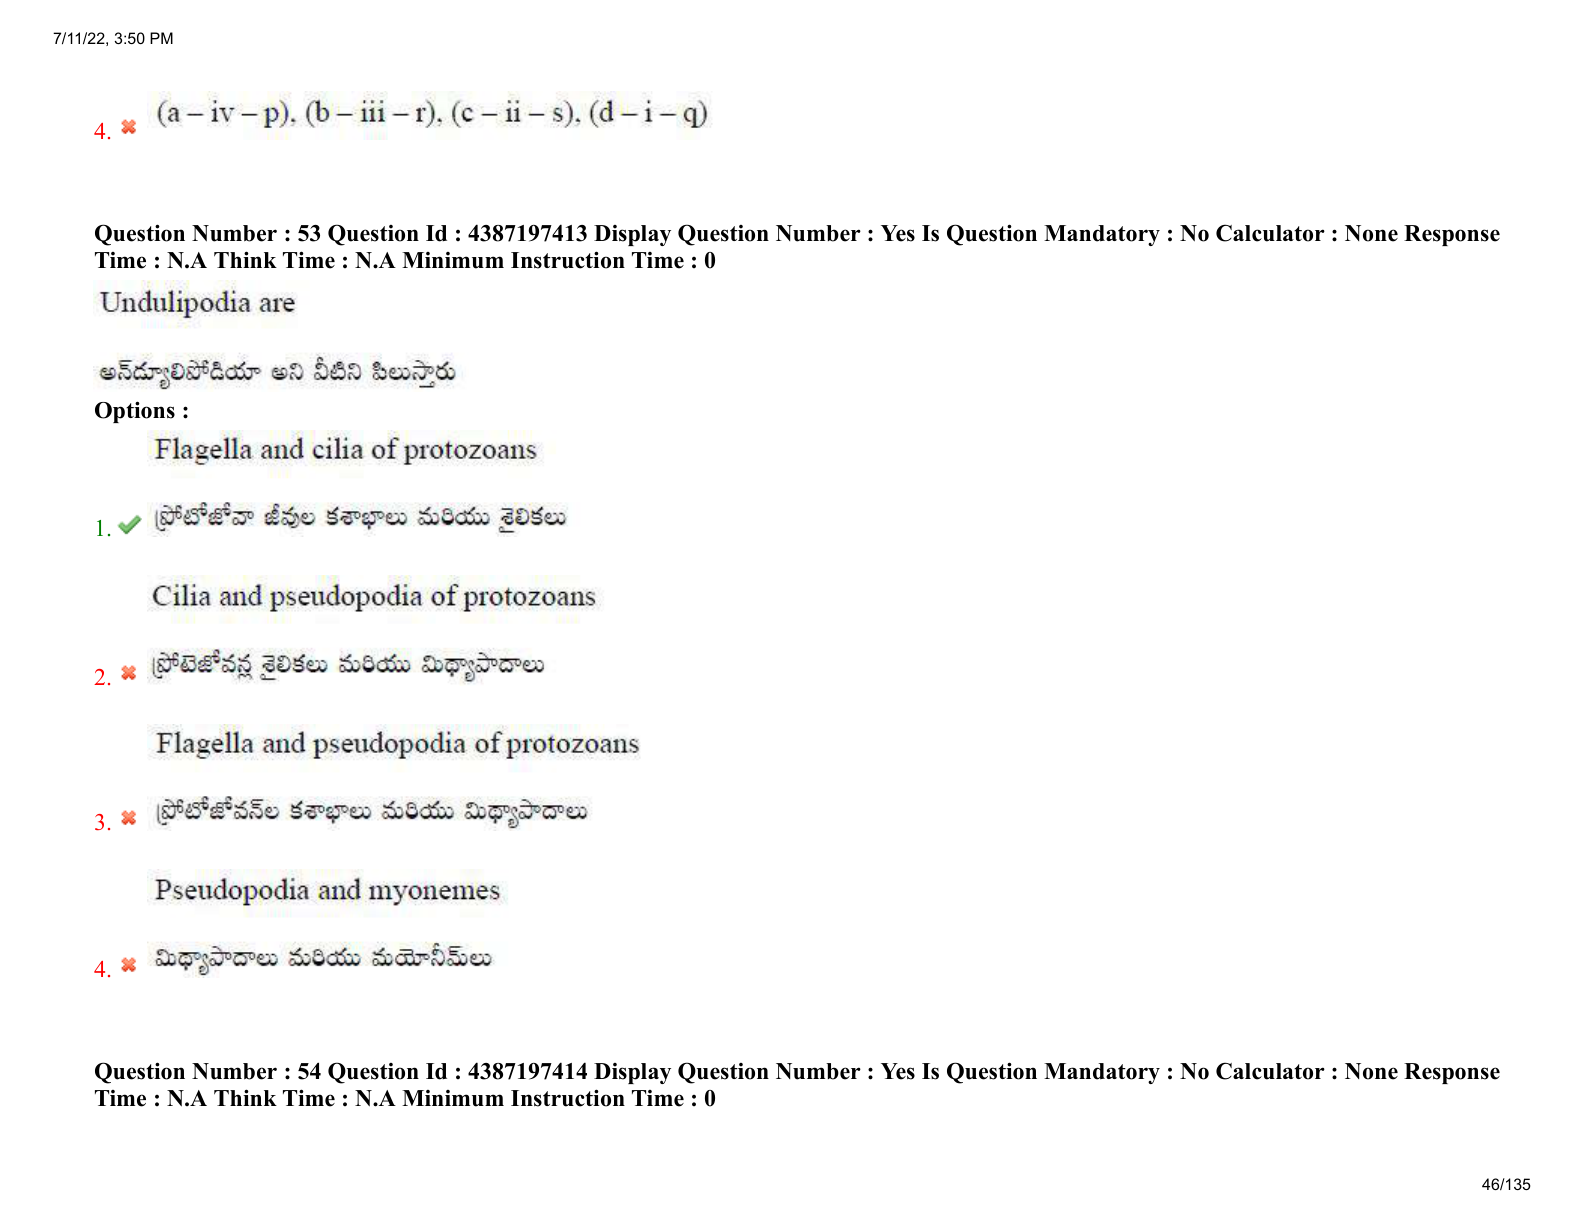 7/11/22, 3:50 PM
(a – iv – p), (b – iii – r), (c – ii – s), (d – i – q)
4.
Question Number : 53 Question Id : 4387197413 Display Question Number : Yes Is Question Mandatory : No Calculator : None Response
Time : N.A Think Time : N.A Minimum Instruction Time : 0
Undulipodia are
అన్‌డ్యూలిపోడియా అని వీటిని పిలుస్తారు
Options :
Flagella and cilia of protozoans
1. ప్రోటోజోవా జీవుల కశాభాలు మరియు శైలికలు
Cilia and pseudopodia of protozoans
2. ప్రోటెజోవన్ల శైలికలు మరియు మిథ్యాపాదాలు
Flagella and pseudopodia of protozoans
3. ప్రోటోజోవన్‌ల కశాభాలు మరియు మిథ్యాపాదాలు
Pseudopodia and myonemes
4. మిథ్యాపాదాలు మరియు మయోనీమ్‌లు
Question Number : 54 Question Id : 4387197414 Display Question Number : Yes Is Question Mandatory : No Calculator : None Response
Time : N.A Think Time : N.A Minimum Instruction Time : 0
46/135